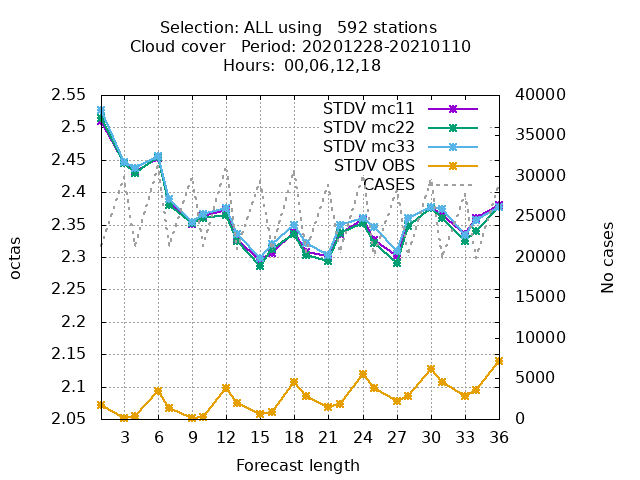 Selection: ALL using   592 stations
Cloud cover   Period: 20201228-20210110
Hours: 00,06,12,18
2.55
2.5
2.45
2.4
2.35
2.3
2.25
2.2
2.15
2.1
2.05
octas
STDV mc11
STDV mc22
STDV mc33
STDV OBS
CASES
40000
35000
30000
25000
20000
15000
10000
5000
0
No cases
3 6 9 12 15 18 21 24 27 30 33 36
Forecast length